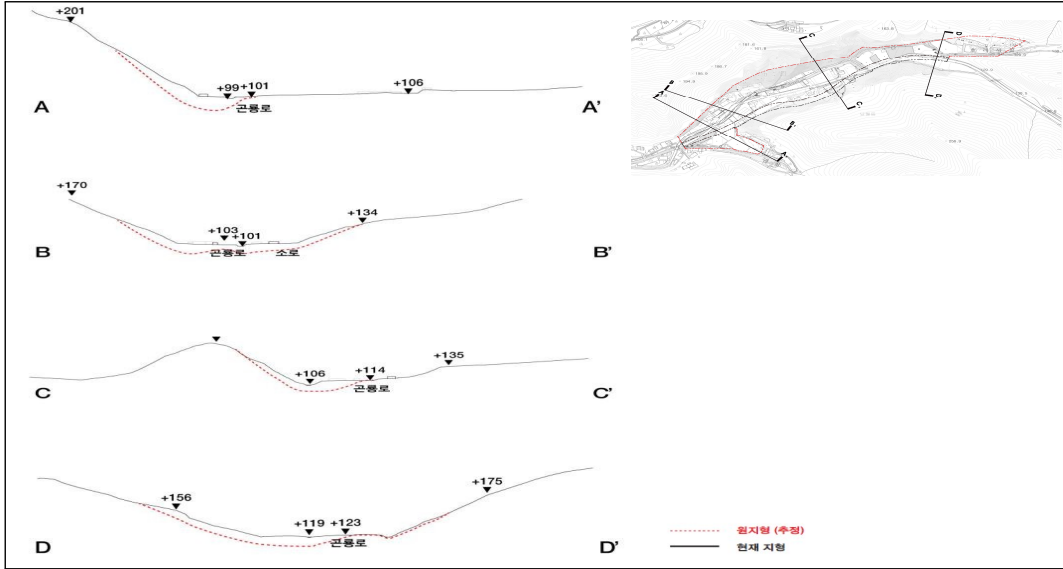 +201
+99 +101
+106
A
곤룡로
A'
+170
+134
+103
+101
B
곤룡로
소로
B'
+135
+106
+114
C
곤룡로
C'
+156
+175
+119
+123
D
곤룡로
D'
원지형 (추정)
현재 지형
C
D
B
A
C'
D'
B'
A'